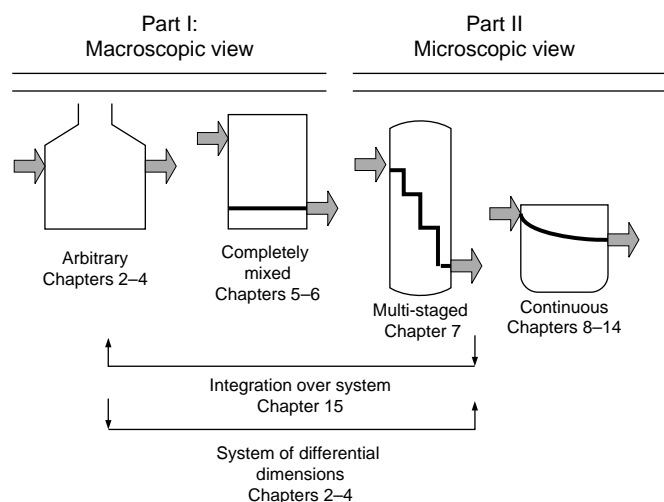 Part I:
Macroscopic view
Part II
Microscopic view
Arbitrary
Chapters 2–4
Completely
mixed
Chapters 5–6
Multi-staged
Chapter 7
Continuous
Chapters 8–14
Integration over system
Chapter 15
System of differential
dimensions
Chapters 2–4